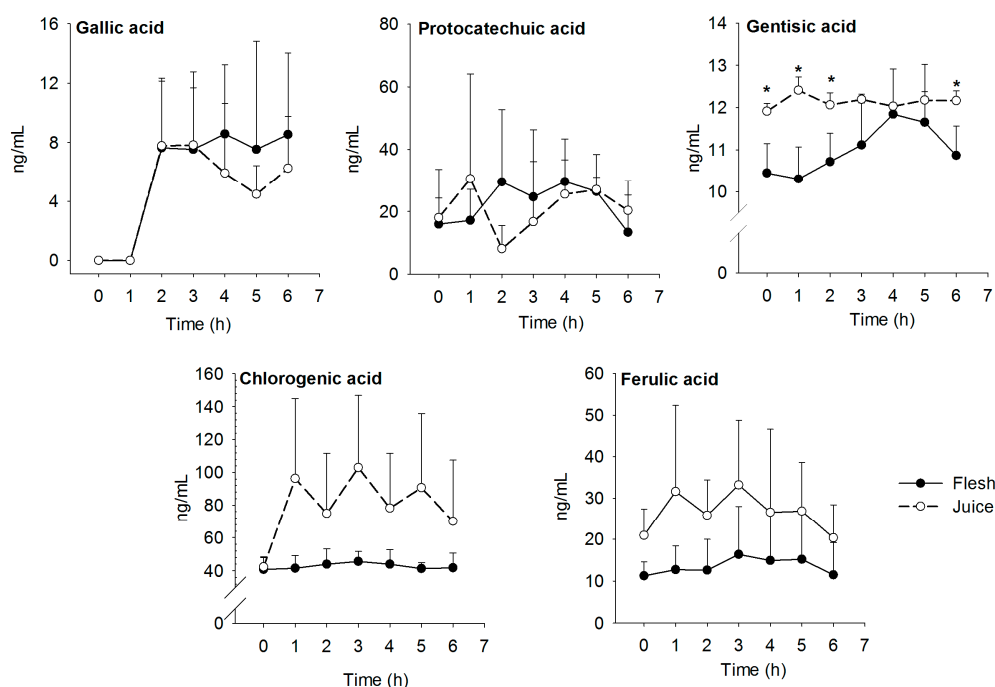 Gallic acid
16
12
8
4
0
ng/mL
0 1 2 3 4 5 6 7
Time (h)
Protocatechuic acid
80
60
40
20
0
ng/mL
0 1 2 3 4 5 6 7
Time (h)
Gentisic acid
14
13
12
11
10
0
ng/mL
* * * *
0 1 2 3 4 5 6 7
Time (h)
Chlorogenic acid
160
140
120
100
80
60
40
0
ng/mL
0 1 2 3 4 5 6 7
Time (h)
Ferulic acid
60
50
40
30
20
10
0
ng/mL
0 1 2 3 4 5 6 7
Time (h)
Flesh
Juice